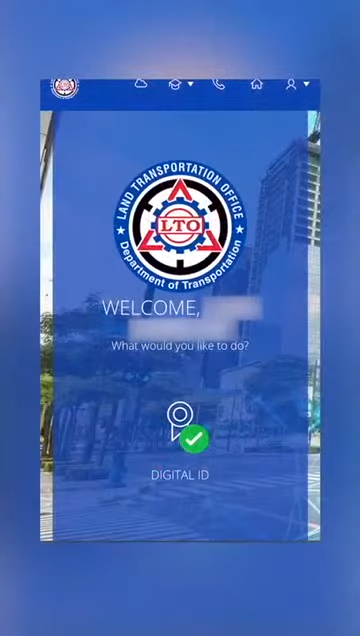 LAND TRANSPORTATION OFFICE
LTO
Department of Transportation
WELCOME,
What would you like to do?
DIGITAL ID